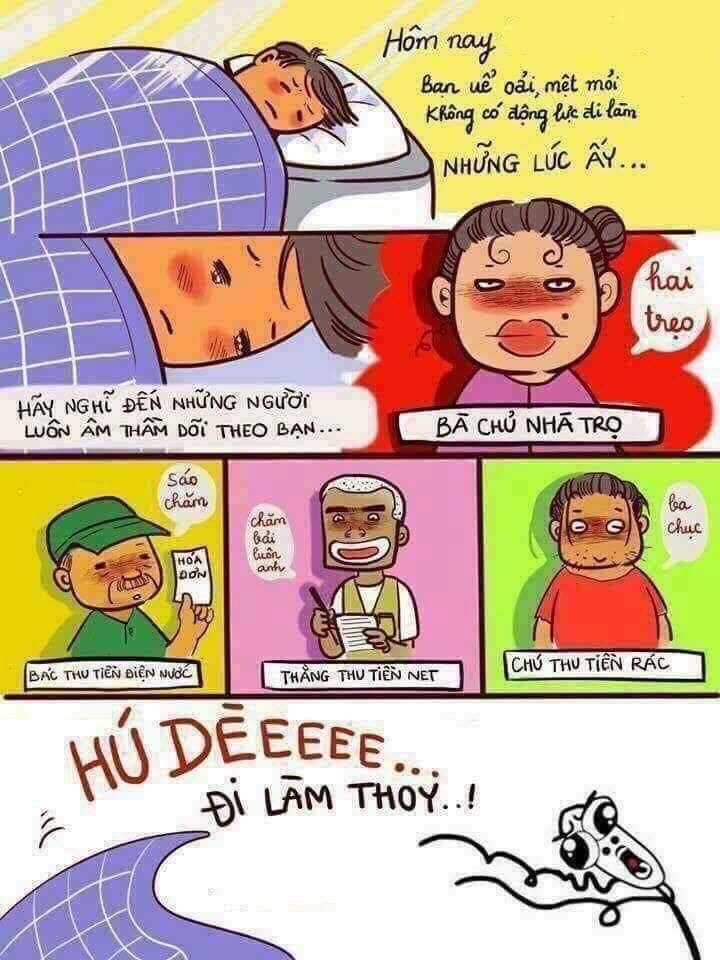 Hôm nay
Bạn uể oải, mệt mỏi
Không có động lực đi làm
NHỮNG LÚC ẤY...
hai
trẹo
HÃY NGHĨ ĐẾN NHỮNG NGƯỜI
LUÔN ÂM THẦM DÕI THEO BẠN...
BÀ CHỦ NHÀ TRỌ
Sáo
chăm
HÓA
ĐƠN
BÁC THU TIỀN ĐIỆN NƯỚC
chăm
bái
luôn
anh
THẰNG THU TIỀN NET
ba
chục
CHÚ THU TIỀN RÁC
HÚ DÈEEEEE...
ĐI LÀM THOY..!